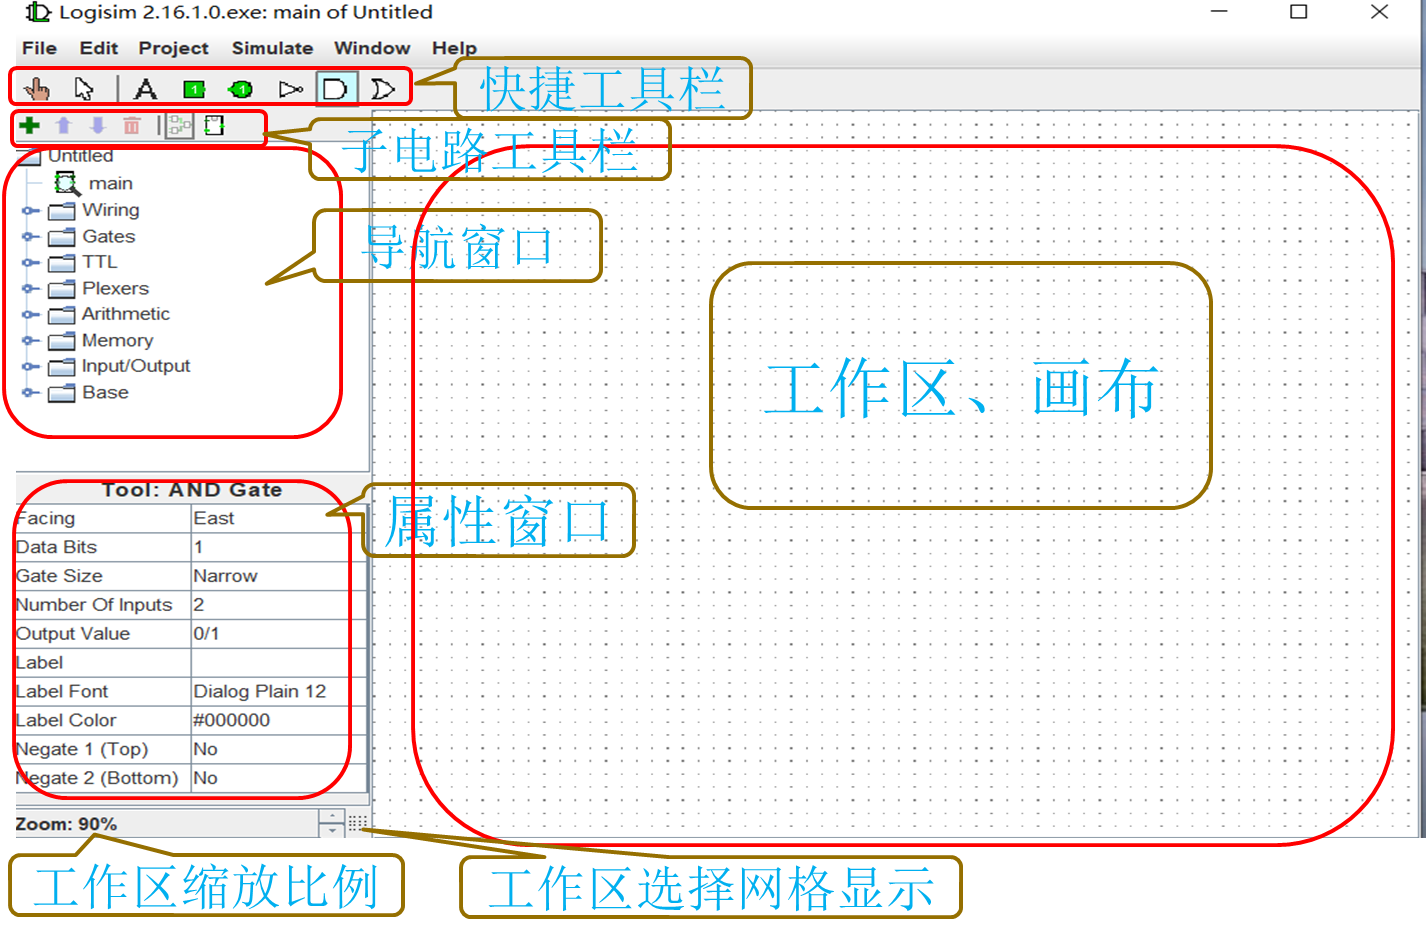 Logisim 2.16.1.0.exe: main of Untitled
File Edit Project Simulate Window Help
A 1 1
快捷工具栏
子电路工具栏
Untitled
main
Wiring
导航窗口
Gates
TTL
Plexers
Arithmetic
Memory
Input/Output
Base
工作区、画布
Tool: AND Gate
属性窗口
Facing East
Data Bits 1
Gate Size Narrow
Number Of Inputs 2
Output Value 0/1
Label
Label Font Dialog Plain 12
Label Color #000000
Negate 1 (Top) No
Negate 2 (Bottom) No
Zoom: 90%
工作区缩放比例
工作区选择网格显示